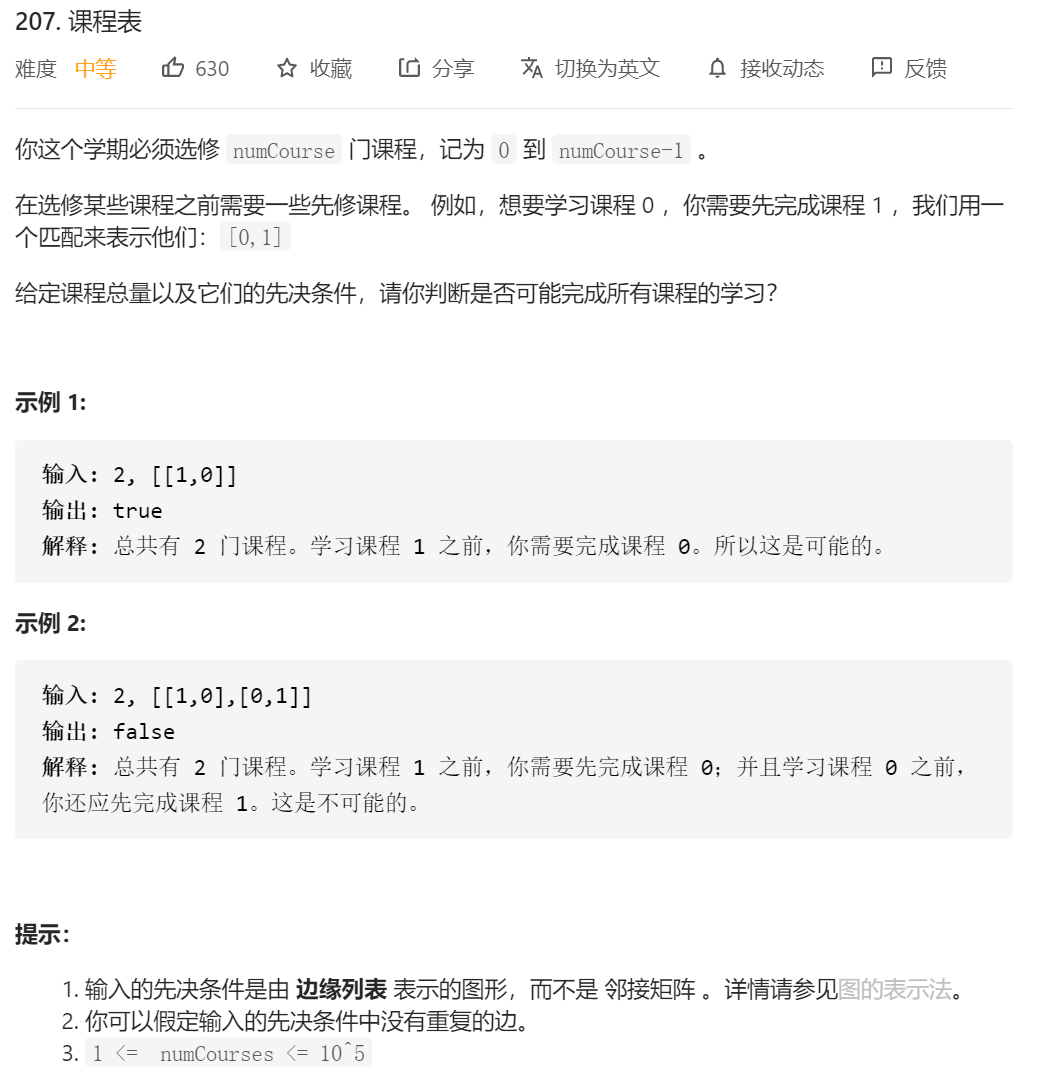 207. 课程表
难度 中等 630 收藏 分享 切换为英文 接收动态 反馈
你这个学期必须选修 numCourse 门课程，记为 0 到 numCourse-1 。
在选修某些课程之前需要一些先修课程。 例如，想要学习课程 0 ，你需要先完成课程 1 ，我们用一
个匹配来表示他们：[0,1]
给定课程总量以及它们的先决条件，请你判断是否可能完成所有课程的学习？
示例 1:
输入: 2, [[1,0]]
输出: true
解释: 总共有 2 门课程。学习课程 1 之前，你需要完成课程 0。所以这是可能的。
示例 2:
输入: 2, [[1,0],[0,1]]
输出: false
解释: 总共有 2 门课程。学习课程 1 之前，你需要先完成课程 0；并且学习课程 0 之前，
你还应先完成课程 1。这是不可能的。
提示：
1. 输入的先决条件是由 边缘列表 表示的图形，而不是 邻接矩阵 。详情请参见图的表示法。
2. 你可以假定输入的先决条件中没有重复的边。
3. 1 <= numCourses <= 10^5